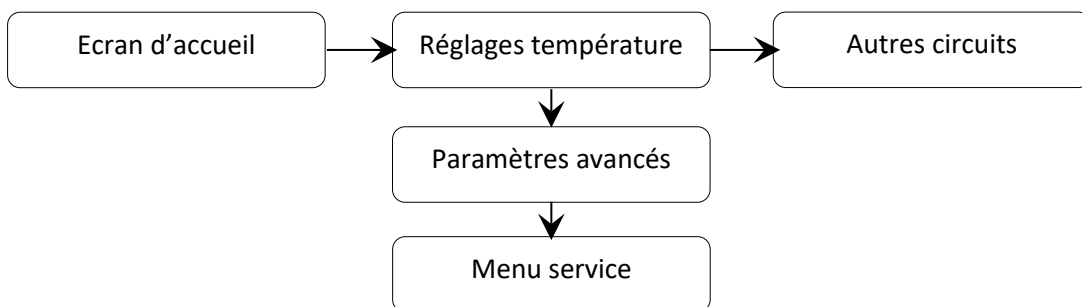 Ecran d’accueil
Réglages température
Autres circuits
Paramètres avancés
Menu service